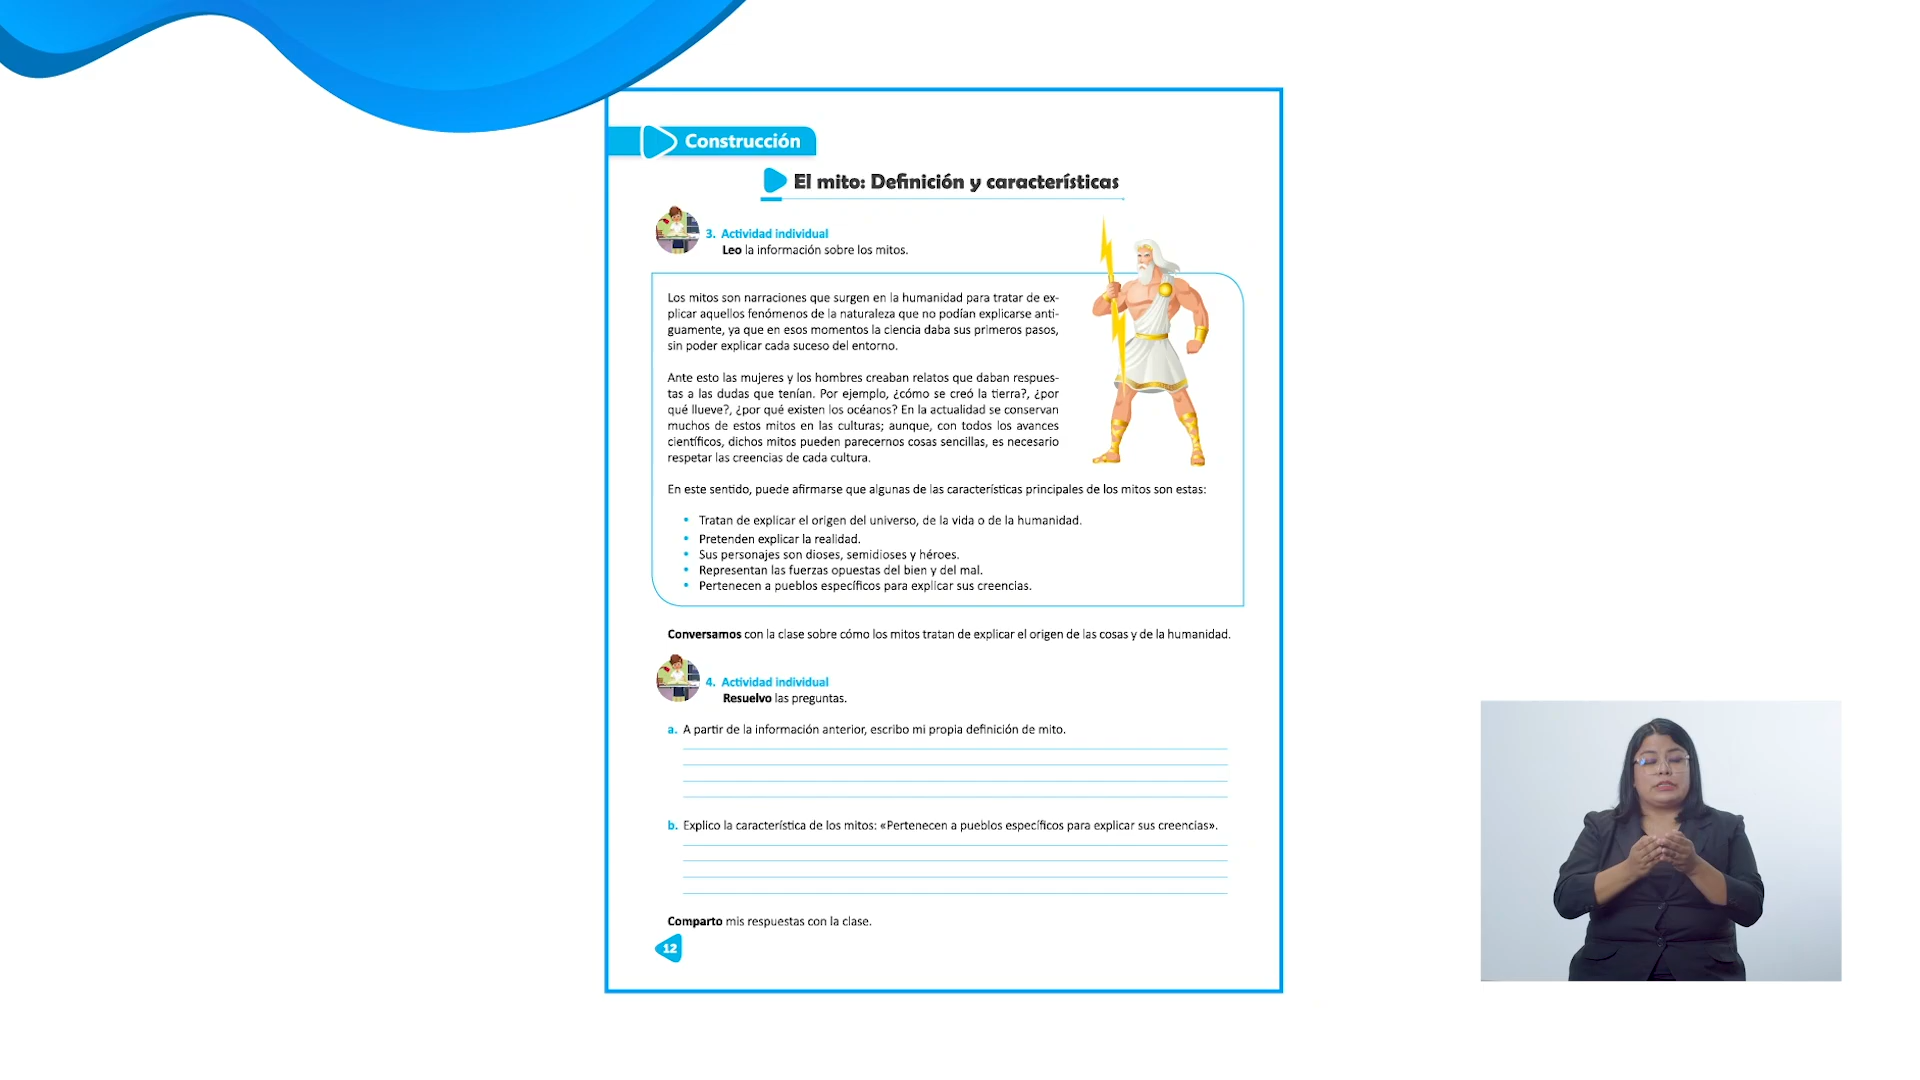 Construcción
El mito: Definición y características
3. Actividad individual
Leo la información sobre los mitos.
Los mitos son narraciones que surgen en la humanidad para tratar de ex-
plicar aquellos fenómenos de la naturaleza que no podían explicarse anti-
guamente, ya que en esos momentos la ciencia daba sus primeros pasos,
sin poder explicar cada suceso del entorno.
Ante esto las mujeres y los hombres creaban relatos que daban respues-
tas a las dudas que tenían. Por ejemplo, ¿cómo se creó la tierra?, ¿por
qué llueve?, ¿por qué existen los océanos? En la actualidad se conservan
muchos de estos mitos en las culturas; aunque, con todos los avances
científicos, dichos mitos pueden parecernos cosas sencillas, es necesario
respetar las creencias de cada cultura.
En este sentido, puede afirmarse que algunas de las características principales de los mitos son estas:
• Tratan de explicar el origen del universo, de la vida o de la humanidad.
• Pretenden explicar la realidad.
• Sus personajes son dioses, semidioses y héroes.
• Representan las fuerzas opuestas del bien y del mal.
• Pertenecen a pueblos específicos para explicar sus creencias.
Conversamos con la clase sobre cómo los mitos tratan de explicar el origen de las cosas y de la humanidad.
4. Actividad individual
Resuelvo las preguntas.
a. A partir de la información anterior, escribo mi propia definición de mito.
b. Explico la característica de los mitos: «Pertenecen a pueblos específicos para explicar sus creencias».
Comparto mis respuestas con la clase.
12